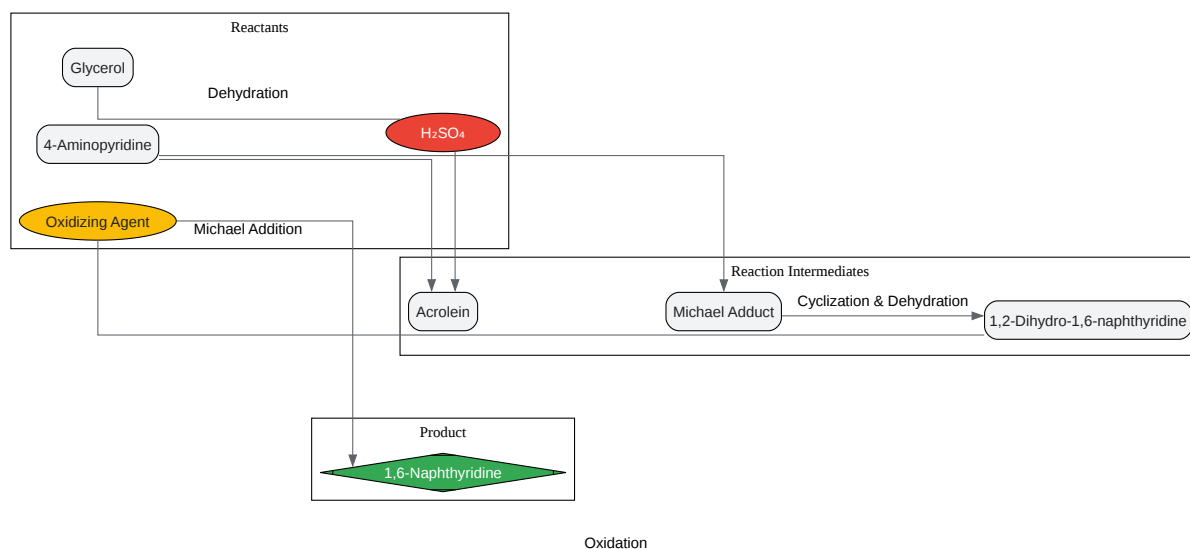 Reactants
Glycerol
Dehydration
H₂SO₄
4-Aminopyridine
Oxidizing Agent
Michael Addition
Reaction Intermediates
Acrolein
Michael Adduct
Cyclization & Dehydration
1,2-Dihydro-1,6-naphthyridine
Product
1,6-Naphthyridine
Oxidation